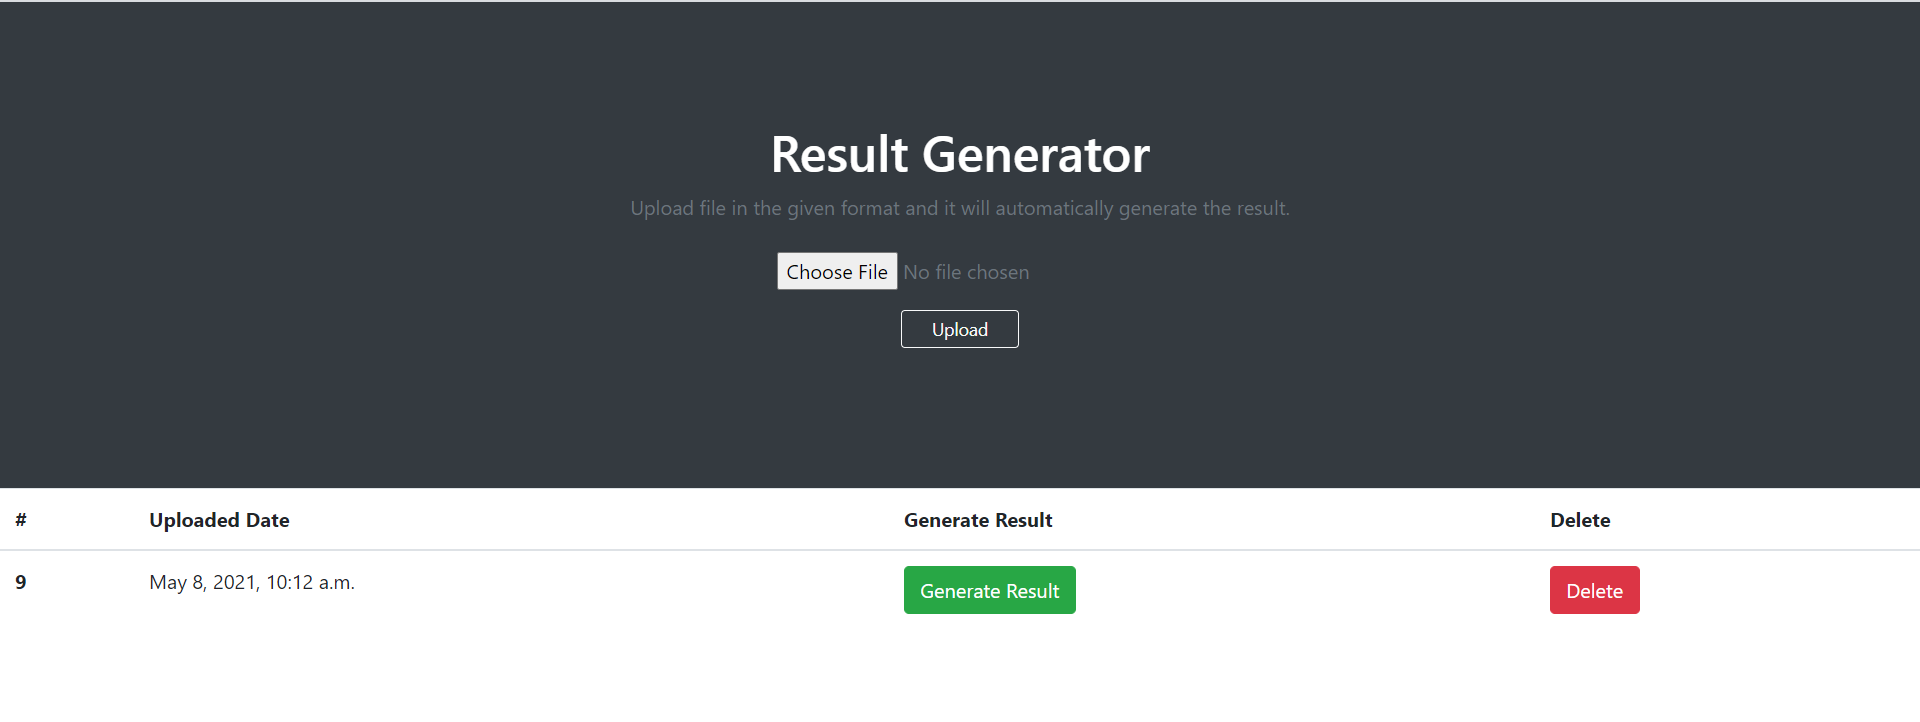 Result Generator
Upload file in the given format and it will automatically generate the result.
Choose File No file chosen
Upload
# Uploaded Date Generate Result Delete
9 May 8, 2021, 10:12 a.m. Generate Result Delete